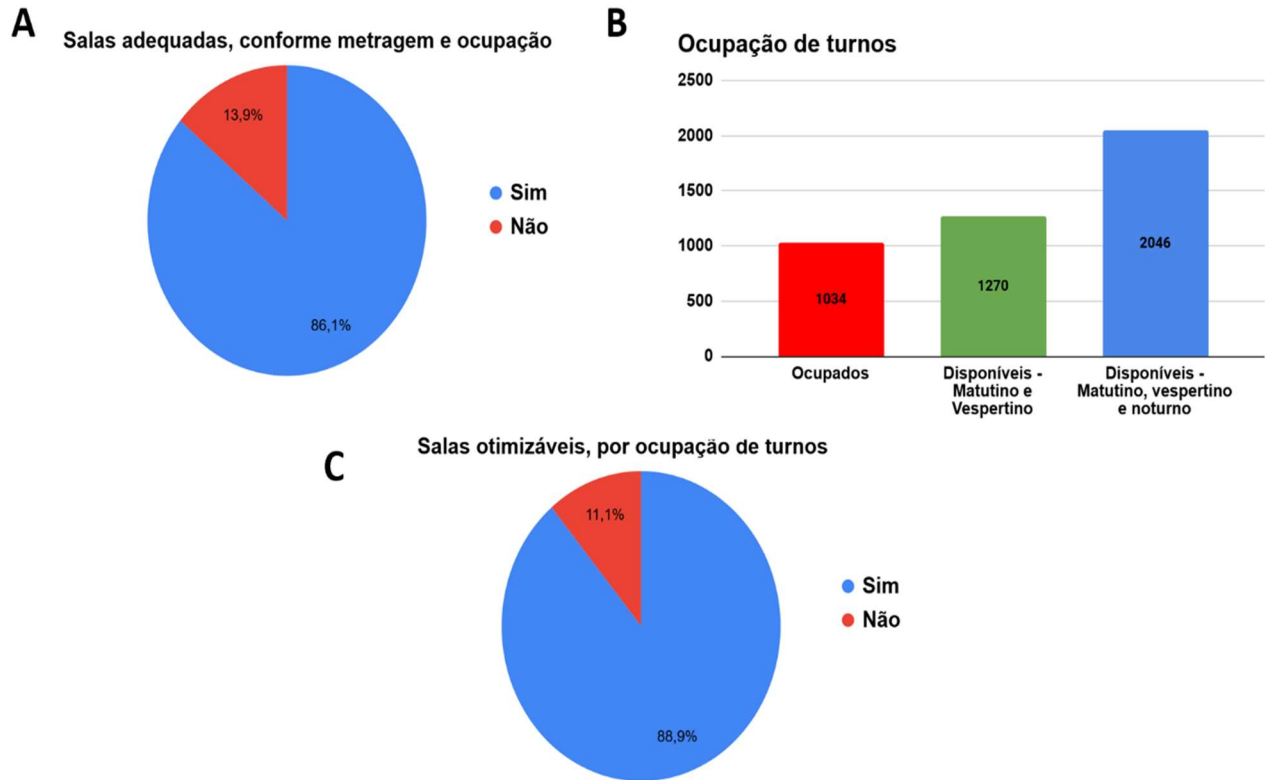 A
Salas adequadas, conforme metragem e ocupação
13,9%
86,1%
Sim
Não
B
Ocupação de turnos
2500
2000
1500
1000
500
0
1034
1270
2046
Ocupados
Disponíveis -
Matutino e
Vespertino
Disponíveis -
Matutino, vespertino
e noturno
C
Salas otimizáveis, por ocupação de turnos
11,1%
88,9%
Sim
Não